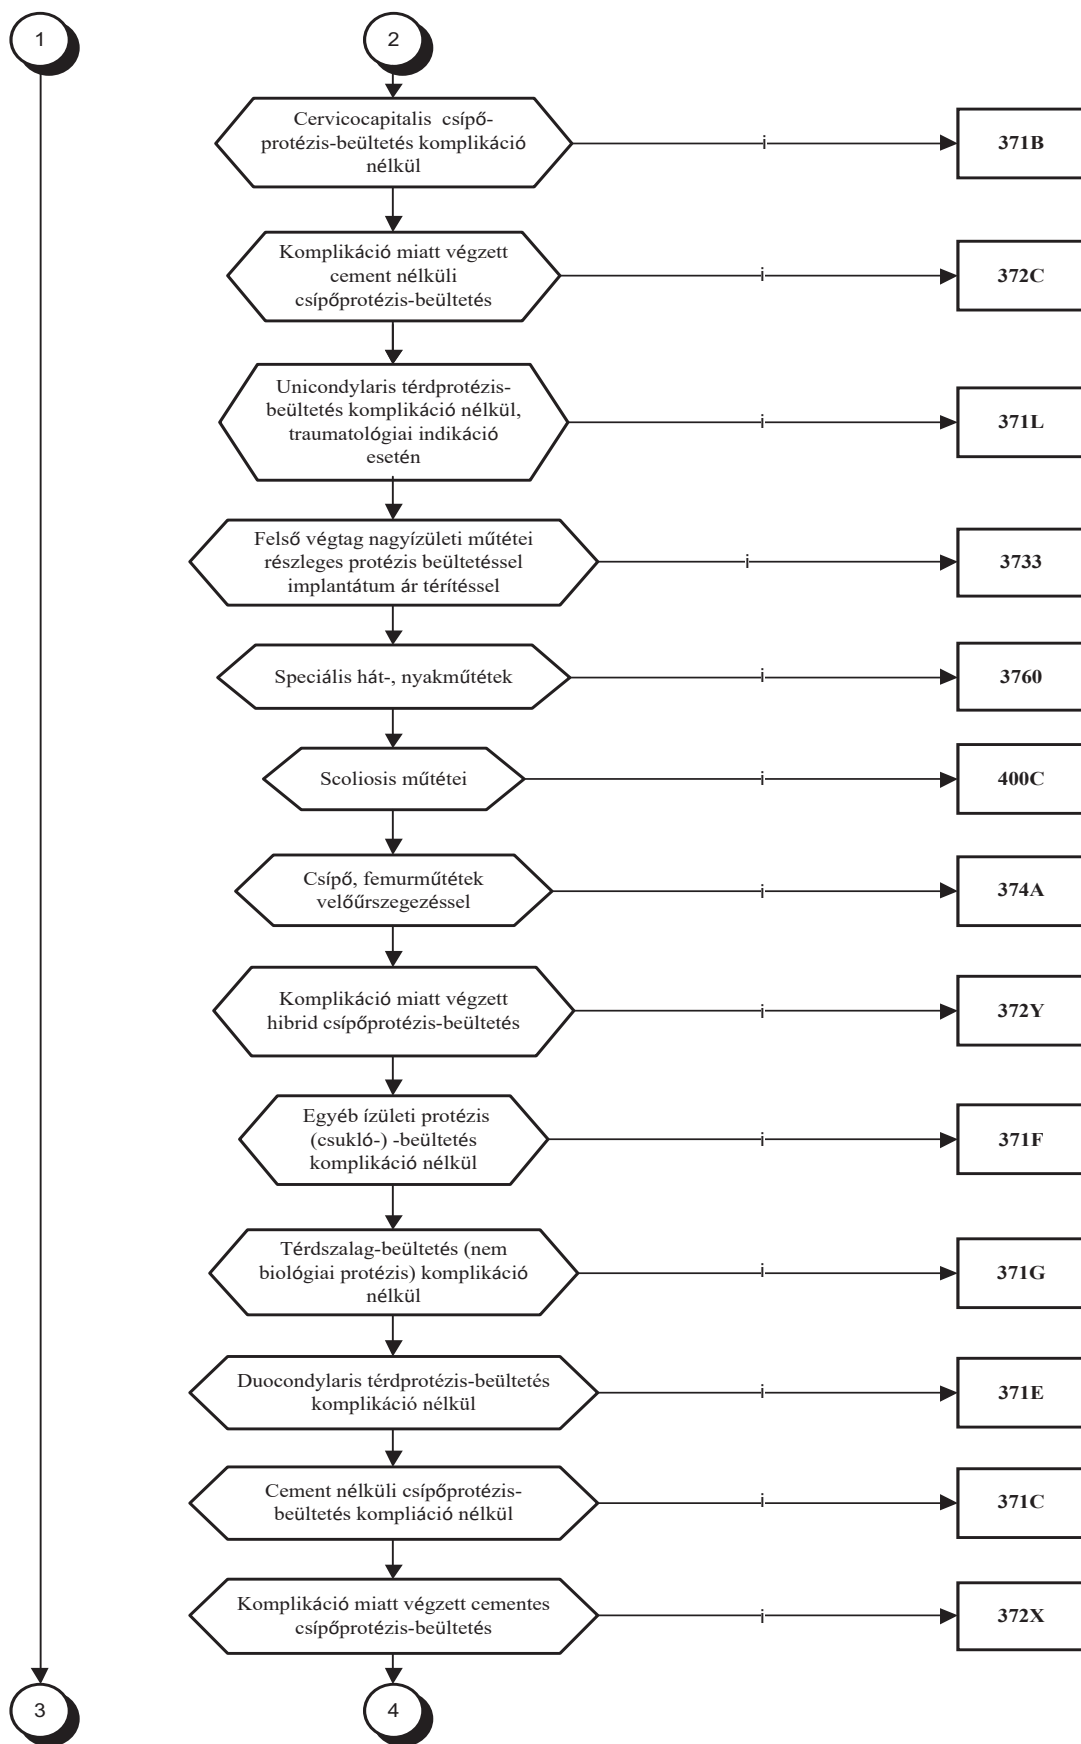 1
2
Cervicocapitalis csípő-
protézis-beültetés komplikáció
nélkül
i
371B
Komplikáció miatt végzett
cement nélküli
csípőprotézis-beültetés
i
372C
Unicondylaris térdprotézis-
beültetés komplikáció nélkül,
traumatológiai indikáció
esetén
i
371L
Felső végtag nagyízületi műtétei
részleges protézis beültetéssel
implantátum ár térítéssel
i
3733
Speciális hát-, nyakműtétek
i
3760
Scoliosis műtétei
i
400C
Csípő, femurműtétek
velőűrszegezéssel
i
374A
Komplikáció miatt végzett
hibrid csípőprotézis-beültetés
i
372Y
Egyéb ízületi protézis
(csukló-) -beültetés
komplikáció nélkül
i
371F
Térdszalag-beültetés (nem
biológiai protézis) komplikáció
nélkül
i
371G
Duocondylaris térdprotézis-beültetés
komplikáció nélkül
i
371E
Cement nélküli csípőprotézis-
beültetés kompliáció nélkül
i
371C
Komplikáció miatt végzett cementes
csípőprotézis-beültetés
i
372X
3
4